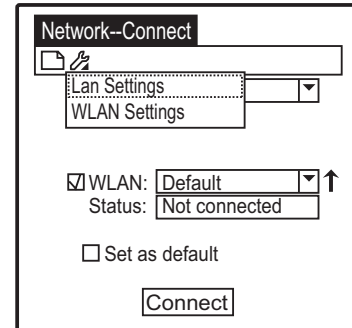 Network--Connect
Lan Settings
WLAN Settings
WLAN: Default
Status: Not connected
Set as default
Connect